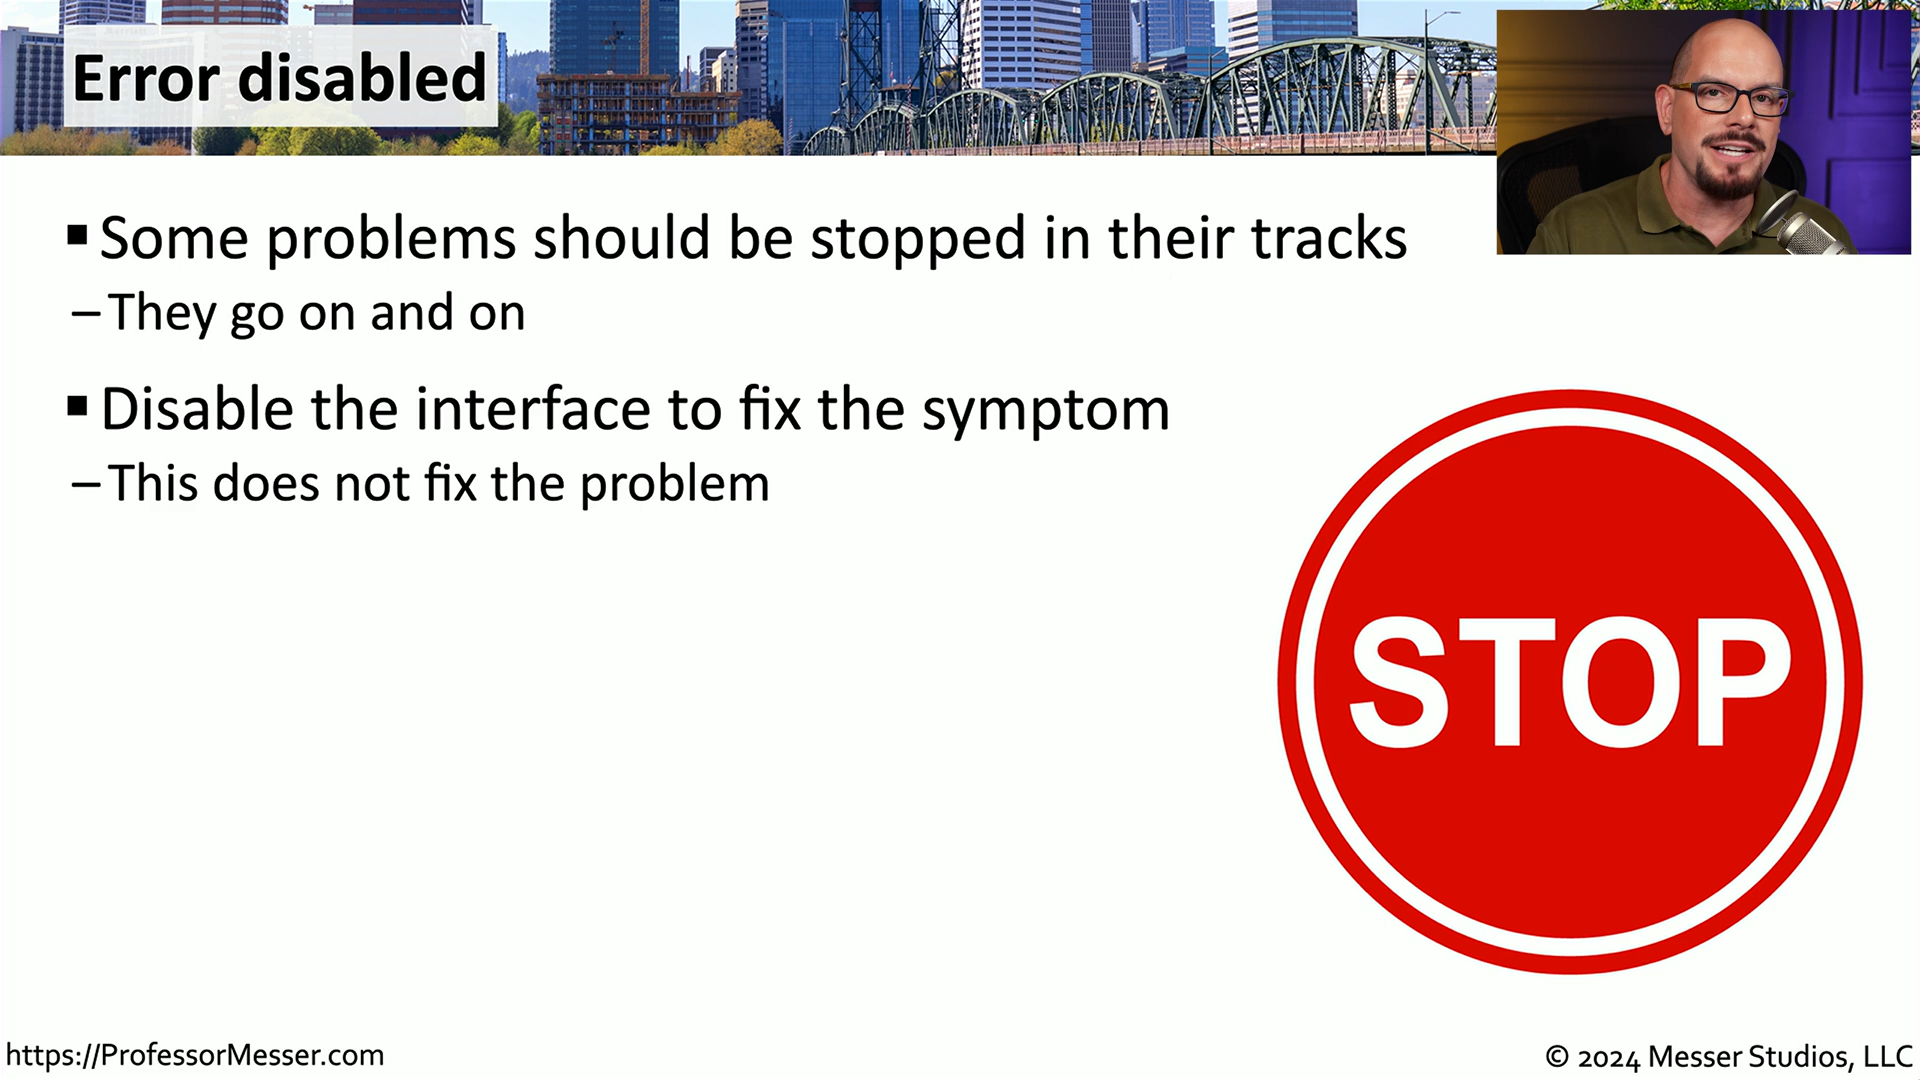 Error disabled
▪ Some problems should be stopped in their tracks
– They go on and on
▪ Disable the interface to fix the symptom
– This does not fix the problem
STOP
https://ProfessorMesser.com
© 2024 Messer Studios, LLC